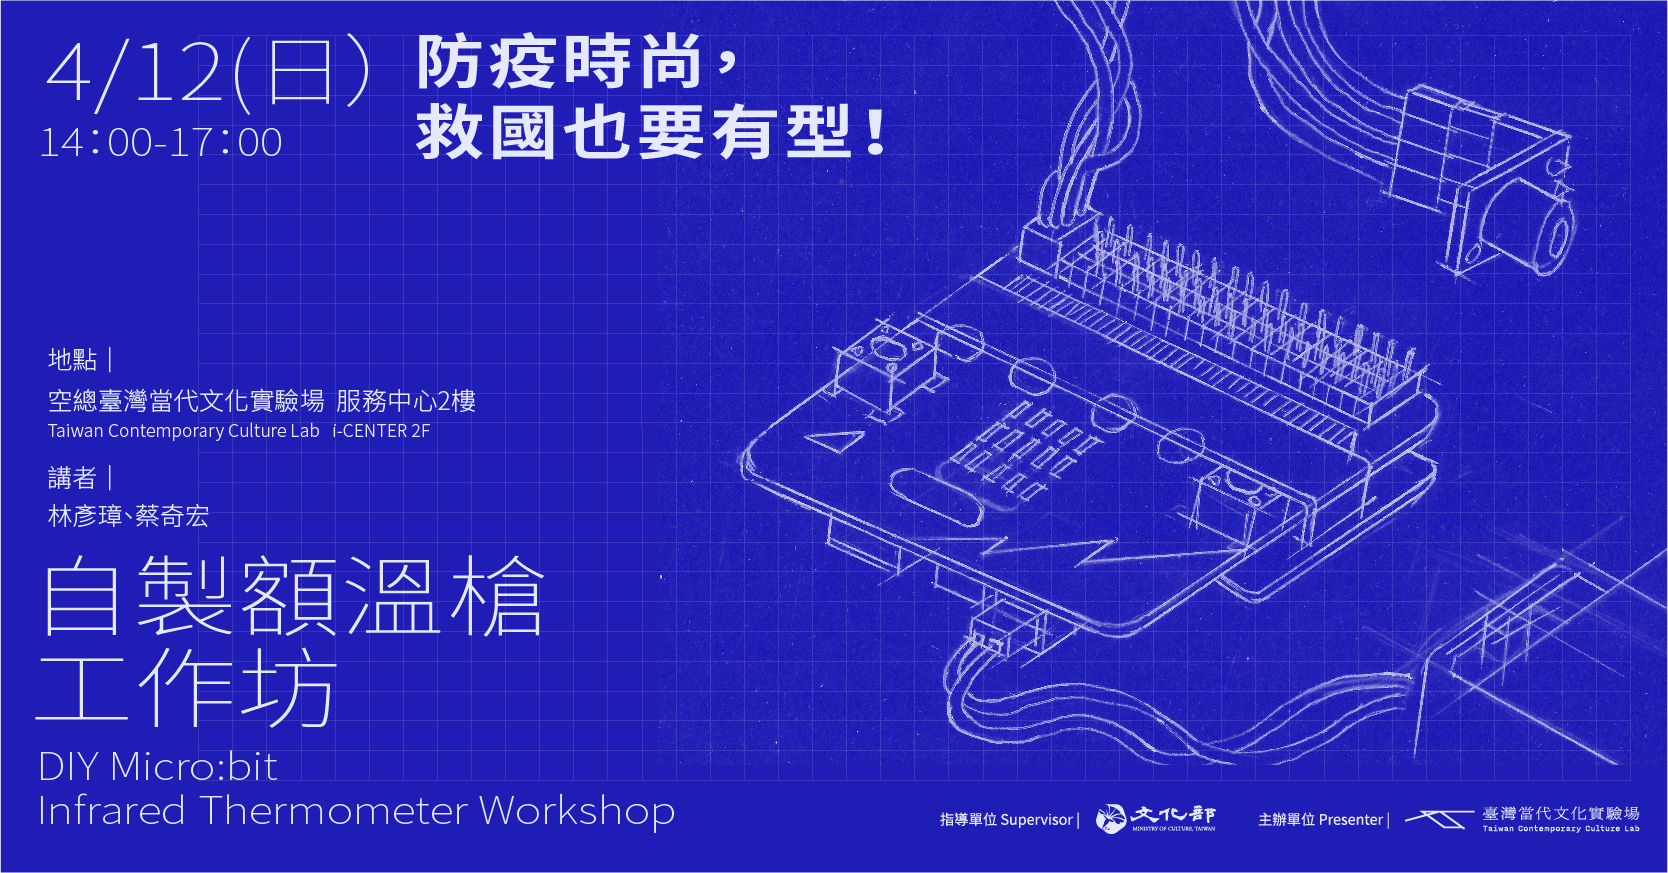 4/12(日)
14：00-17：00
防疫時尚，
救國也要有型！
地點｜
空總臺灣當代文化實驗場 服務中心2樓
Taiwan Contemporary Culture Lab i-CENTER 2F
講者｜
林彥璋、蔡奇宏
自製額溫槍
工作坊
DIY Micro:bit
Infrared Thermometer Workshop
指導單位 Supervisor |
文化部
MINISTRY OF CULTURE, TAIWAN
主辦單位 Presenter |
臺灣當代文化實驗場
Taiwan Contemporary Culture Lab